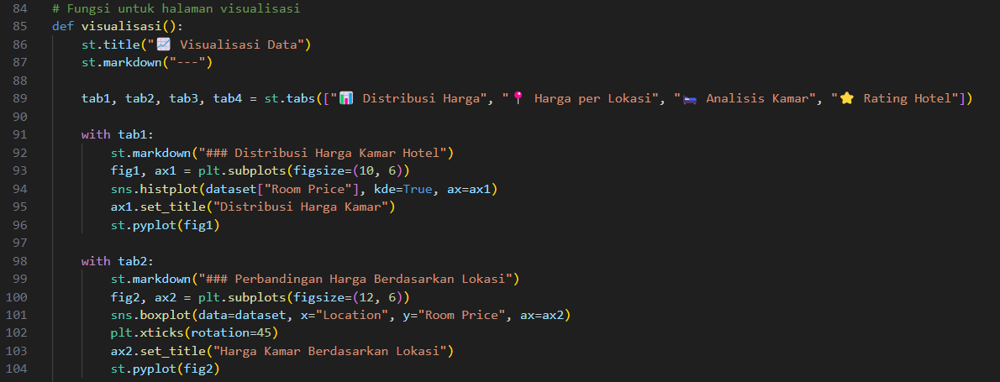 84 # Fungsi untuk halaman visualisasi
85 def visualisasi():
86     st.title("📈 Visualisasi Data")
87     st.markdown("---")
88
89     tab1, tab2, tab3, tab4 = st.tabs(["📊 Distribusi Harga", "📍 Harga per Lokasi", "🛏️ Analisis Kamar", "⭐ Rating Hotel"])
90
91     with tab1:
92         st.markdown("### Distribusi Harga Kamar Hotel")
93         fig1, ax1 = plt.subplots(figsize=(10, 6))
94         sns.histplot(dataset["Room Price"], kde=True, ax=ax1)
95         ax1.set_title("Distribusi Harga Kamar")
96         st.pyplot(fig1)
97
98     with tab2:
99         st.markdown("### Perbandingan Harga Berdasarkan Lokasi")
100         fig2, ax2 = plt.subplots(figsize=(12, 6))
101         sns.boxplot(data=dataset, x="Location", y="Room Price", ax=ax2)
102         plt.xticks(rotation=45)
103         ax2.set_title("Harga Kamar Berdasarkan Lokasi")
104         st.pyplot(fig2)